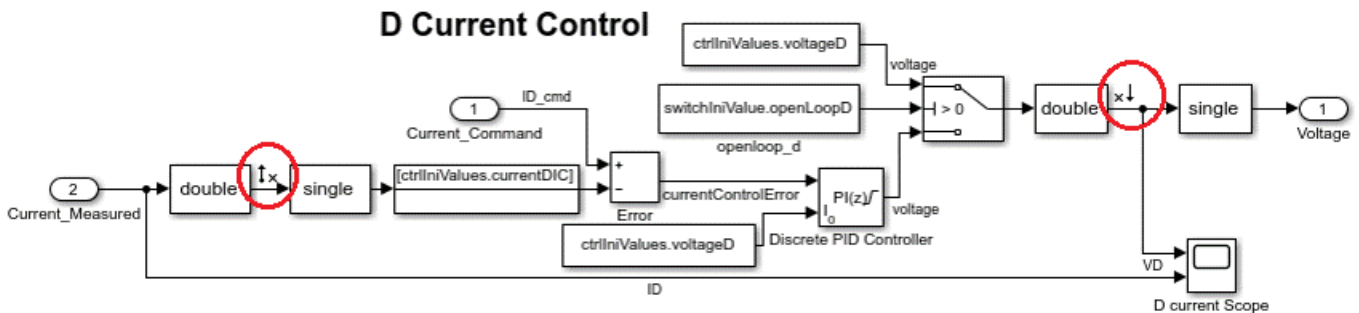 D Current Control
ctrlIniValues.voltageD
voltage
ID_cmd
1
Current_Command
switchIniValue.openLoopD
> 0
openloop_d
double
×
single
1
Voltage
2
Current_Measured
double
×
single
[ctrlIniValues.currentDIC]
+
−
Error
currentControlError
PI(z)
I₀
voltage
Discrete PID Controller
ctrlIniValues.voltageD
VD
ID
D current Scope